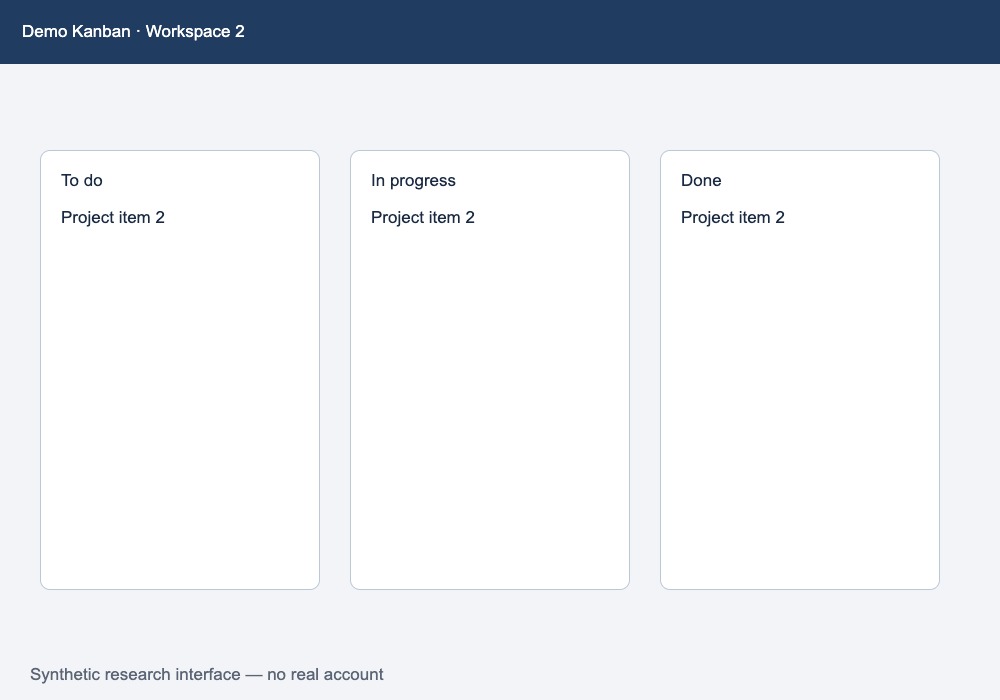 Demo Kanban · Workspace 2
To do
Project item 2
In progress
Project item 2
Done
Project item 2
Synthetic research interface — no real account